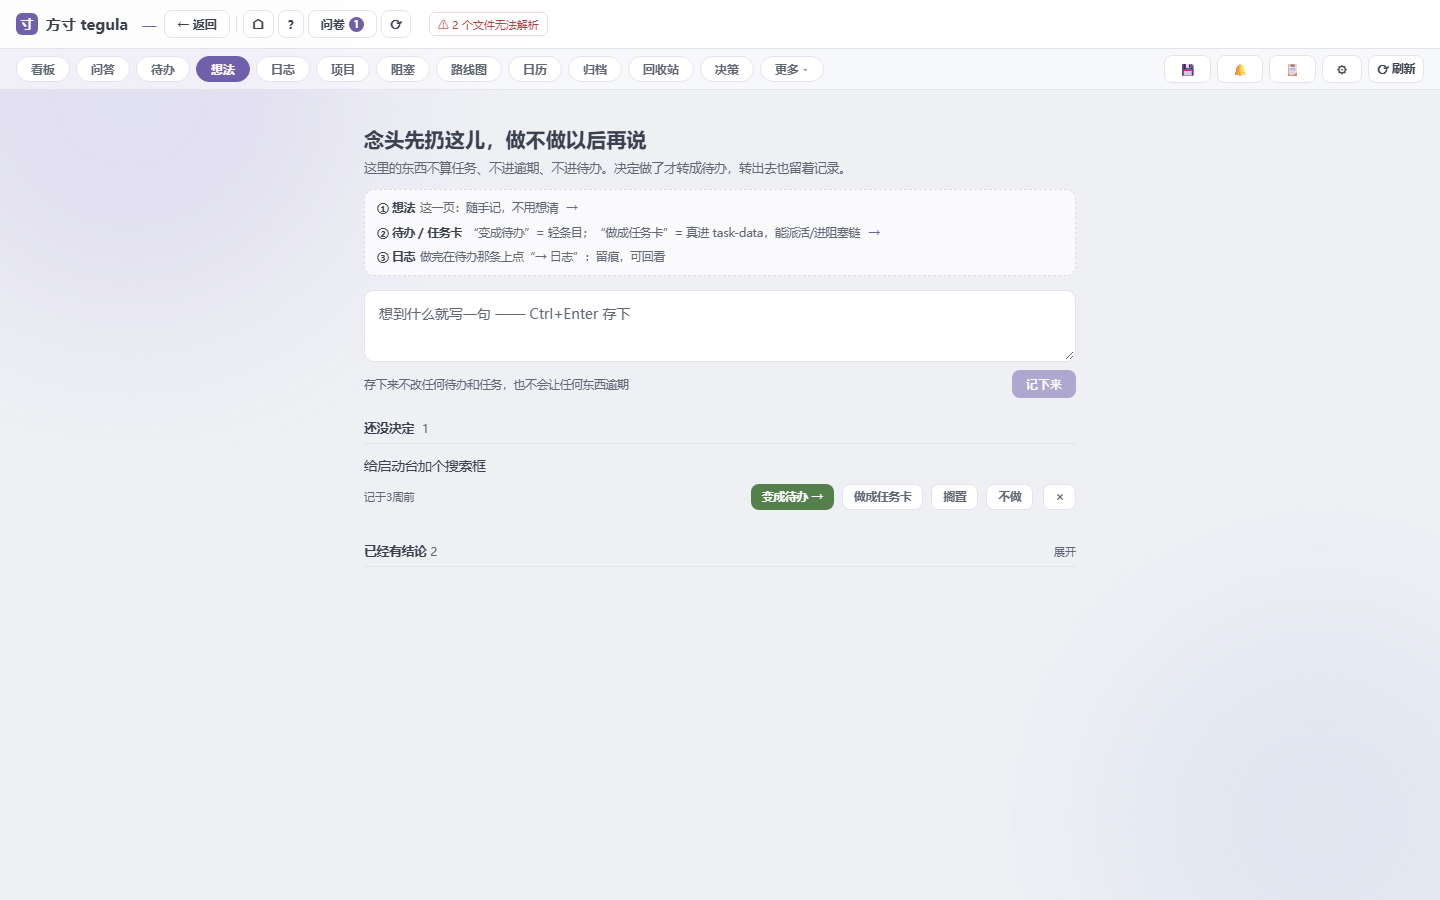 寸 方寸 tegula — ← 返回 ? 问卷 1 ⚠ 2 个文件无法解析
看板 问答 待办 想法 日志 项目 阻塞 路线图 日历 归档 回收站 决策 更多 刷新
念头先扔这儿，做不做以后再说
这里的东西不算任务、不进逾期、不进待办。决定做了才转成待办，转出去也留着记录。
① 想法 这一页：随手记，不用想清 →
② 待办 / 任务卡 “变成待办”= 轻条目；“做成任务卡”= 真进 task-data，能派活/进阻塞链 →
③ 日志 做完在待办那条上点“→ 日志”：留痕，可回看
想到什么就写一句 —— Ctrl+Enter 存下
存下来不改任何待办和任务，也不会让任何东西逾期 记下来
还没决定 1
给启动台加个搜索框
记于3周前 变成待办 → 做成任务卡 搁置 不做 ×
已经有结论 2 展开